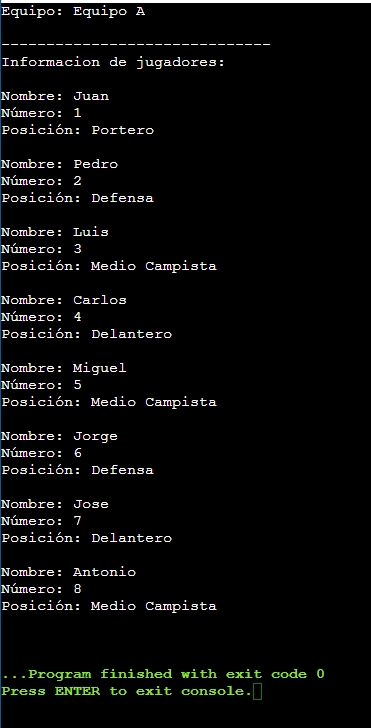 Equipo: Equipo A
------------------------------
Informacion de jugadores:
Nombre: Juan
Número: 1
Posición: Portero
Nombre: Pedro
Número: 2
Posición: Defensa
Nombre: Luis
Número: 3
Posición: Medio Campista
Nombre: Carlos
Número: 4
Posición: Delantero
Nombre: Miguel
Número: 5
Posición: Medio Campista
Nombre: Jorge
Número: 6
Posición: Defensa
Nombre: Jose
Número: 7
Posición: Delantero
Nombre: Antonio
Número: 8
Posición: Medio Campista
...Program finished with exit code 0
Press ENTER to exit console.